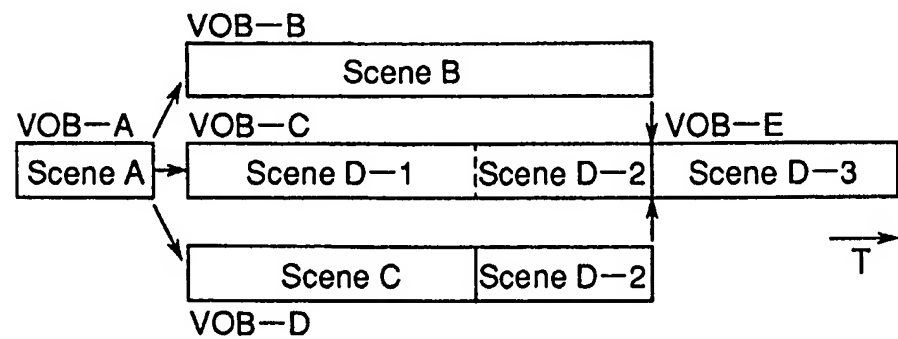 VOB—B
Scene B
VOB—A VOB—C VOB—E
Scene A Scene D—1 Scene D—2 Scene D—3
T
Scene C Scene D—2
VOB—D